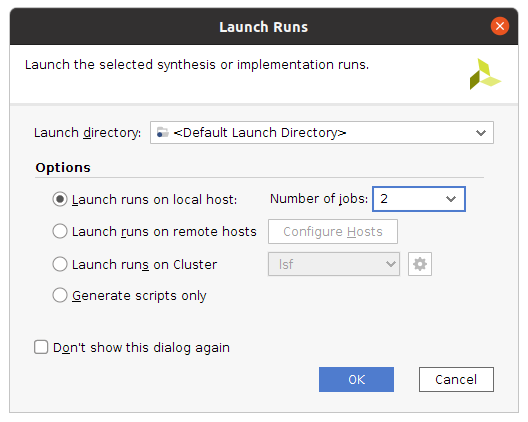 Launch Runs
Launch the selected synthesis or implementation runs.
Launch directory: <Default Launch Directory>
Options
Launch runs on local host: Number of jobs: 2
Launch runs on remote hosts Configure Hosts
Launch runs on Cluster lsf
Generate scripts only
Don't show this dialog again
OK Cancel